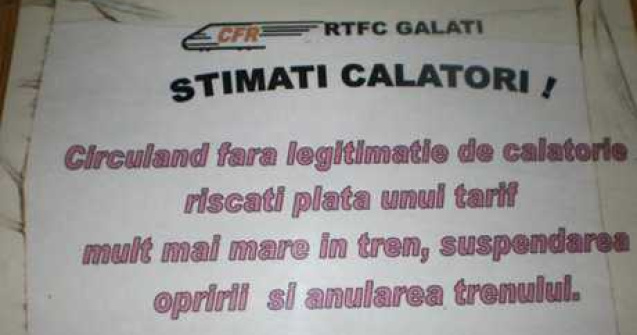 CFR RTFC GALATI
STIMATI CALATORI !
Circuland fara legitimatie de calatorie
riscati plata unui tarif
mult mai mare in tren, suspendarea
opririi si anularea trenului.